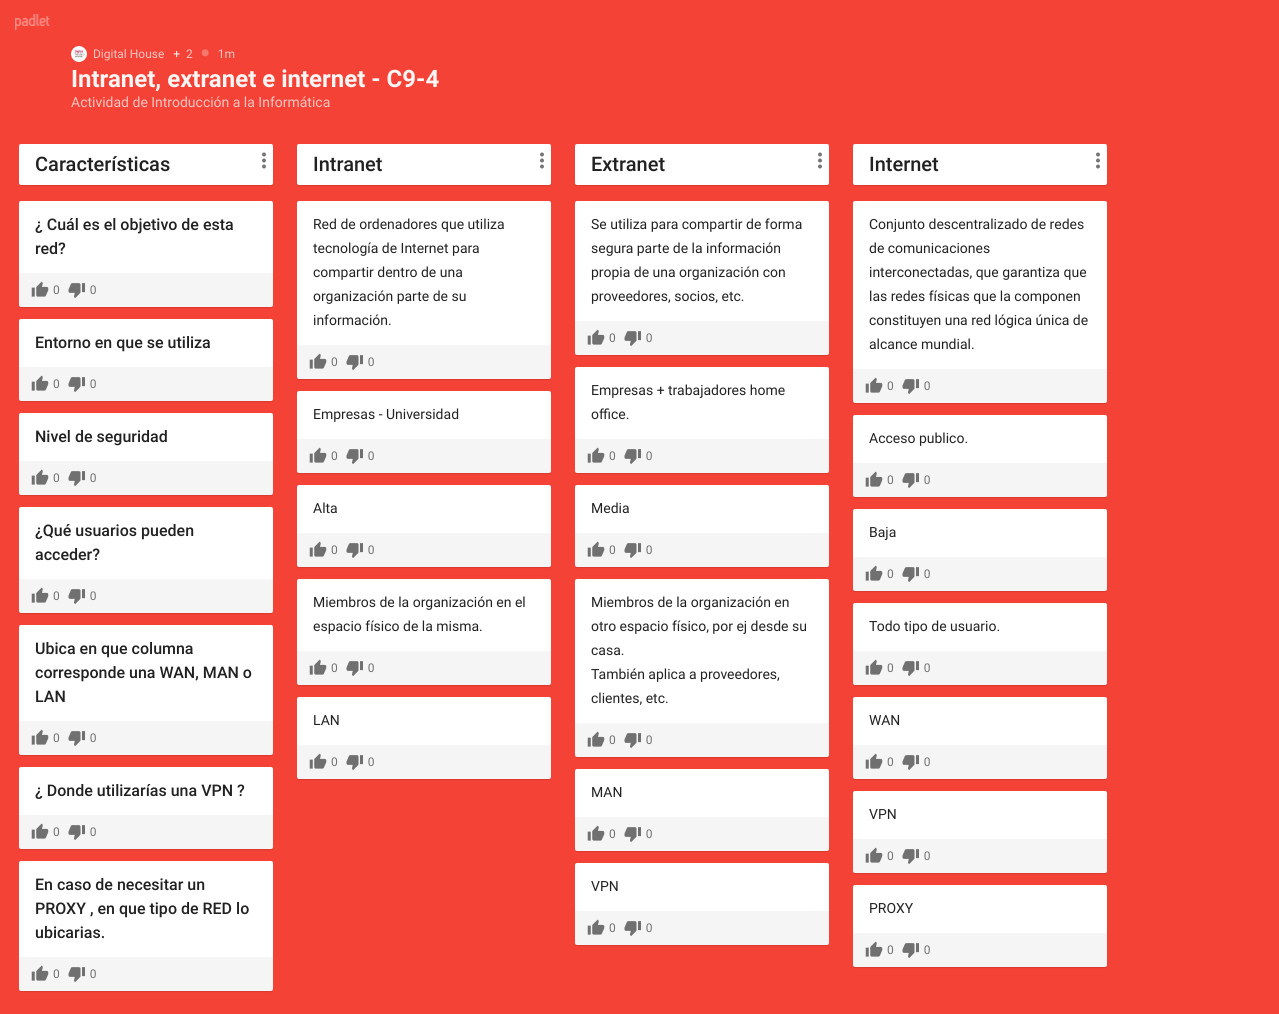 padlet
Digital House + 2 1m
Intranet, extranet e internet - C9-4
Actividad de Introducción a la Informática
Características
¿ Cuál es el objetivo de esta
red?
0 0
Entorno en que se utiliza
0 0
Nivel de seguridad
0 0
¿Qué usuarios pueden
acceder?
0 0
Ubica en que columna
corresponde una WAN, MAN o
LAN
0 0
¿ Donde utilizarías una VPN ?
0 0
En caso de necesitar un
PROXY , en que tipo de RED lo
ubicarias.
0 0
Intranet
Red de ordenadores que utiliza
tecnología de Internet para
compartir dentro de una
organización parte de su
información.
0 0
Empresas - Universidad
0 0
Alta
0 0
Miembros de la organización en el
espacio físico de la misma.
0 0
LAN
0 0
Extranet
Se utiliza para compartir de forma
segura parte de la información
propia de una organización con
proveedores, socios, etc.
0 0
Empresas + trabajadores home
office.
0 0
Media
0 0
Miembros de la organización en
otro espacio físico, por ej desde su
casa.
También aplica a proveedores,
clientes, etc.
0 0
MAN
0 0
VPN
0 0
Internet
Conjunto descentralizado de redes
de comunicaciones
interconectadas, que garantiza que
las redes físicas que la componen
constituyen una red lógica única de
alcance mundial.
0 0
Acceso publico.
0 0
Baja
0 0
Todo tipo de usuario.
0 0
WAN
0 0
VPN
0 0
PROXY
0 0